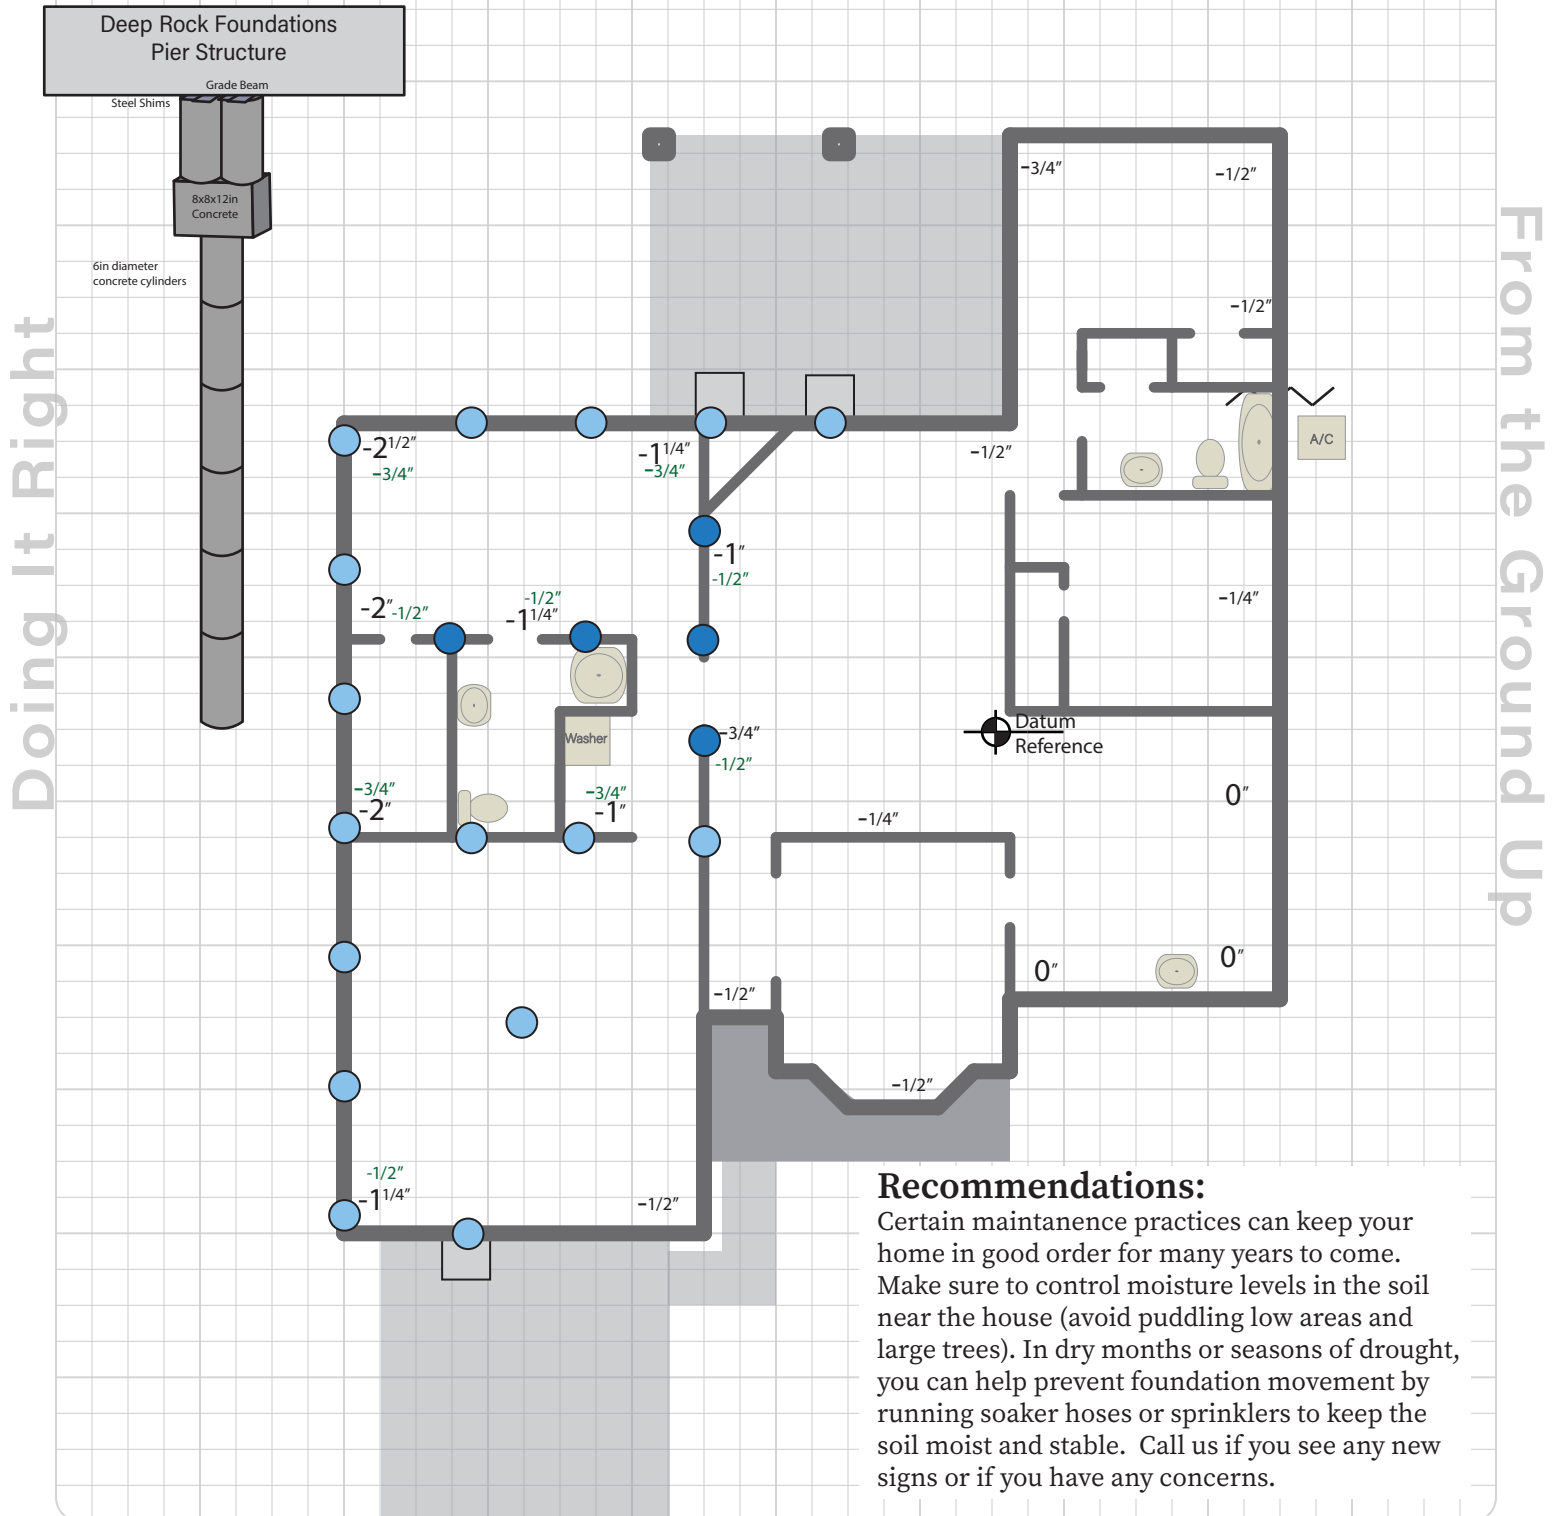 Deep Rock Foundations
Pier Structure
Grade Beam
Steel Shims
8x8x12in
Concrete
6in diameter
concrete cylinders
Doing It Right
From the Ground Up
-3/4"
-1/2"
-1/2"
A/C
-2 1/2"
-3/4"
-1 1/4"
-3/4"
-1/2"
-1"
-1/2"
-2"
-1/2"
-1/2"
-1 1/4"
-1/4"
Washer
-3/4"
-1/2"
Datum
Reference
-3/4"
-2"
-3/4"
-1"
-1/4"
0"
0"
0"
-1/2"
-1/2"
-1/2"
-1 1/4"
-1/2"
Recommendations:
Certain maintanence practices can keep your
home in good order for many years to come.
Make sure to control moisture levels in the soil
near the house (avoid puddling low areas and
large trees). In dry months or seasons of drought,
you can help prevent foundation movement by
running soaker hoses or sprinklers to keep the
soil moist and stable.  Call us if you see any new
signs or if you have any concerns.